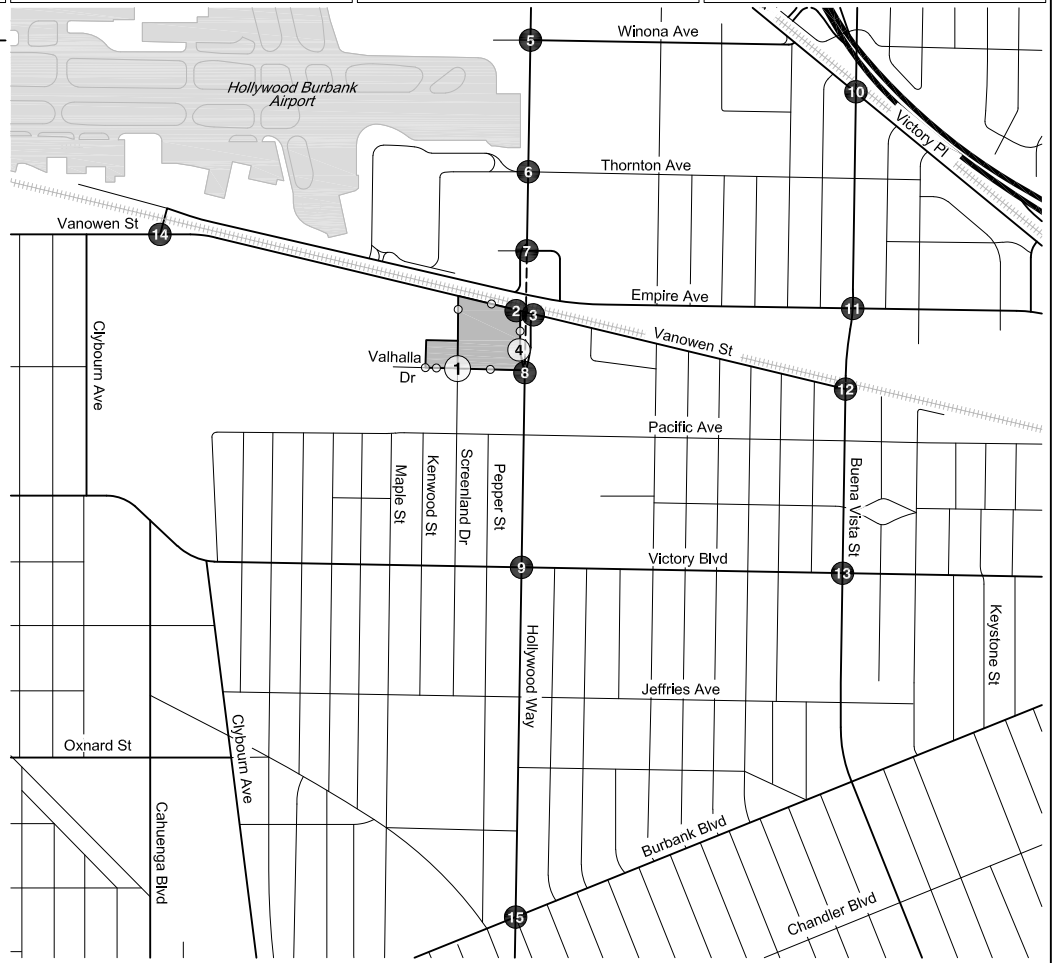 Winona Ave
5
Hollywood Burbank
Airport
10
Victory Pl
Thornton Ave
6
Vanowen St
14
7
Empire Ave
2
3
11
Vanowen St
Clybourn Ave
4
Valhalla
Dr
1
8
12
Pacific Ave
Maple St
Kenwood St
Screenland Dr
Pepper St
Buena Vista St
Victory Blvd
9
13
Keystone St
Hollywood Way
Jeffries Ave
Clybourn Ave
Oxnard St
Cahuenga Blvd
Burbank Blvd
Chandler Blvd
15